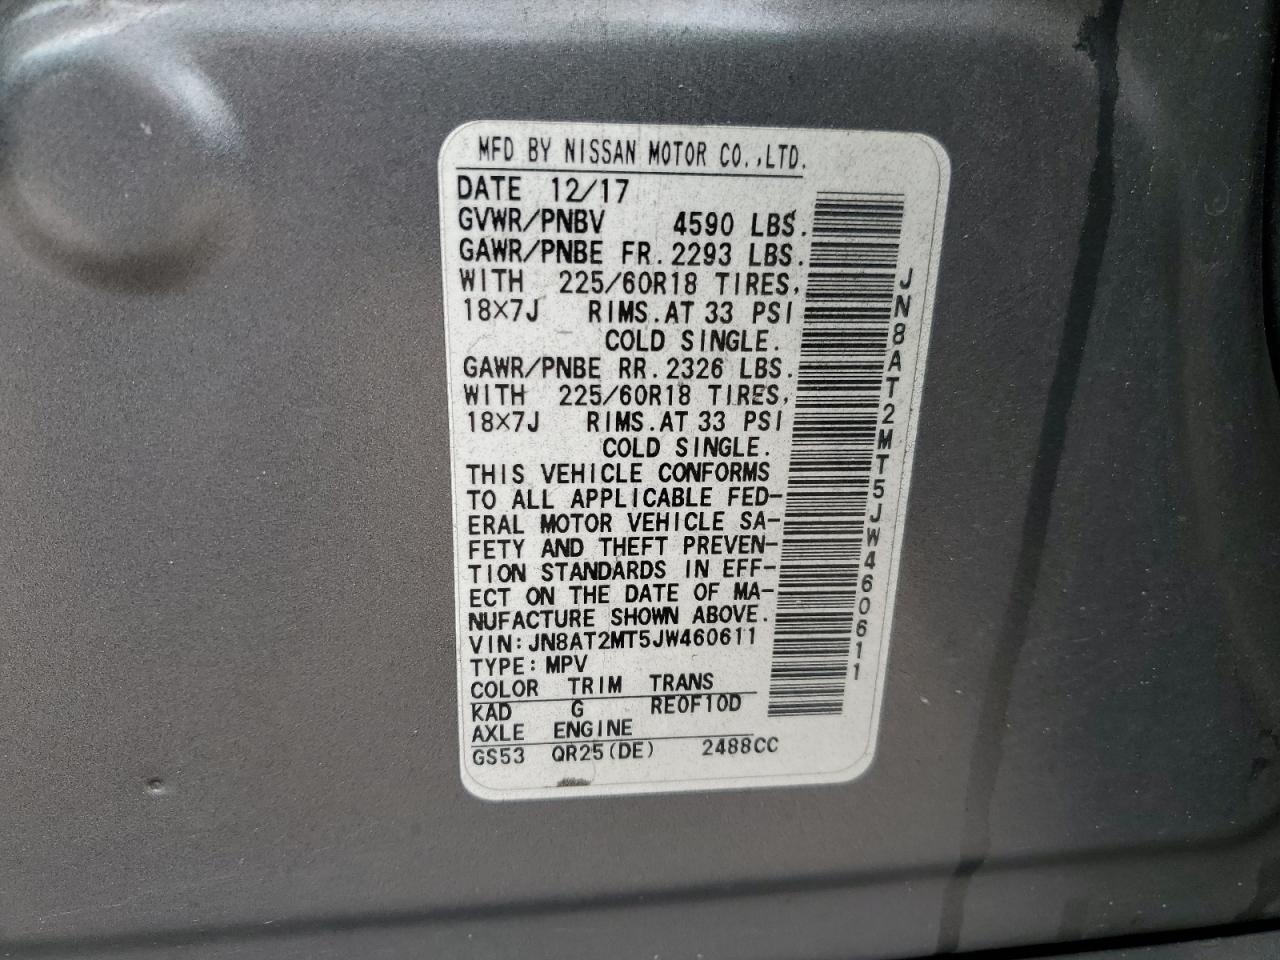 MFD BY NISSAN MOTOR CO.,LTD.
DATE 12/17
GVWR/PNBV 4590 LBS.
GAWR/PNBE FR.2293 LBS.
WITH 225/60R18 TIRES,
18×7J RIMS.AT 33 PSI
COLD SINGLE.
GAWR/PNBE RR.2326 LBS.
WITH 225/60R18 TIRES,
18×7J RIMS.AT 33 PSI
COLD SINGLE.
THIS VEHICLE CONFORMS
TO ALL APPLICABLE FED-
ERAL MOTOR VEHICLE SA-
FETY AND THEFT PREVEN-
TION STANDARDS IN EFF-
ECT ON THE DATE OF MA-
NUFACTURE SHOWN ABOVE.
VIN:JN8AT2MT5JW460611
TYPE:MPV
COLOR TRIM TRANS
KAD G RE0F10D
AXLE ENGINE
GS53 QR25(DE) 2488CC
JN8AT2MT5JW460611